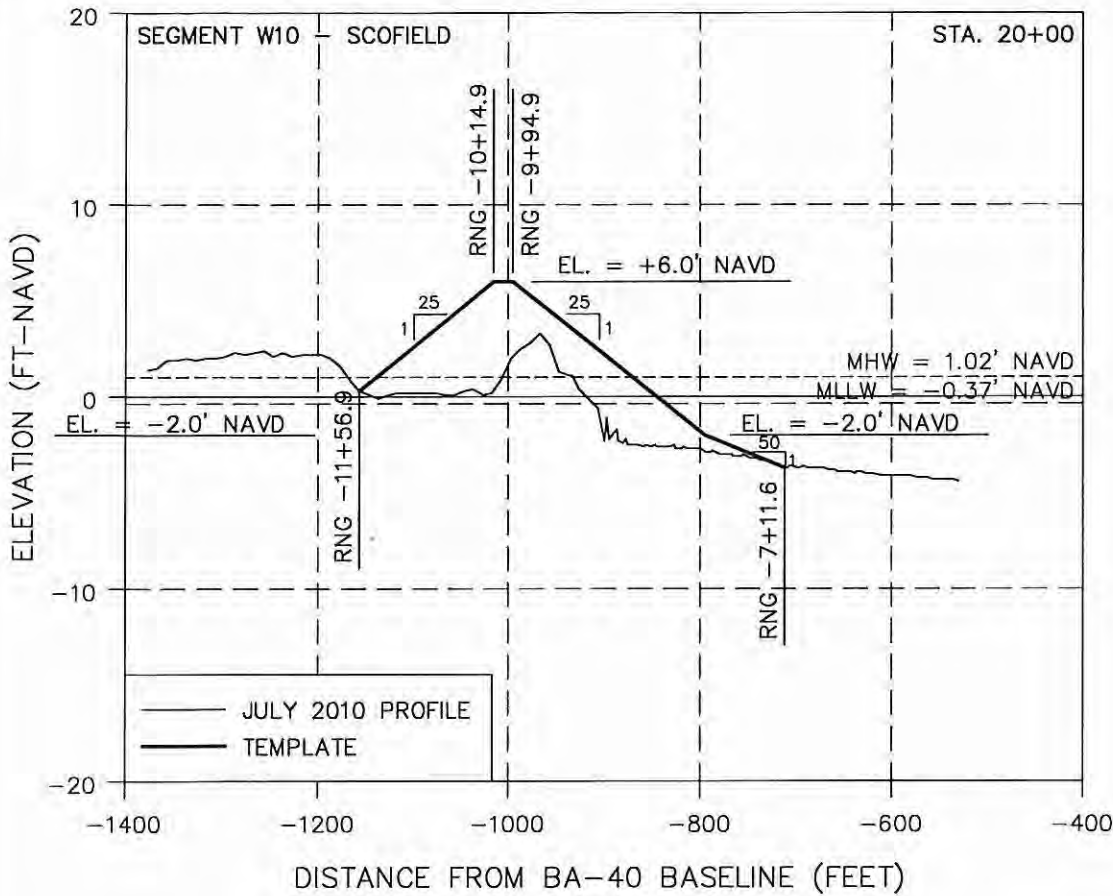 SEGMENT W10 – SCOFIELD
STA. 20+00
RNG -10+14.9
RNG -9+94.9
EL. = +6.0' NAVD
25
1
25
1
MHW = 1.02' NAVD
MLLW = -0.37' NAVD
EL. = -2.0' NAVD
EL. = -2.0' NAVD
50
1
RNG -11+56.9
RNG -7+11.6
JULY 2010 PROFILE
TEMPLATE
ELEVATION (FT-NAVD)
20
10
0
-10
-20
-1400
-1200
-1000
-800
-600
-400
DISTANCE FROM BA-40 BASELINE (FEET)